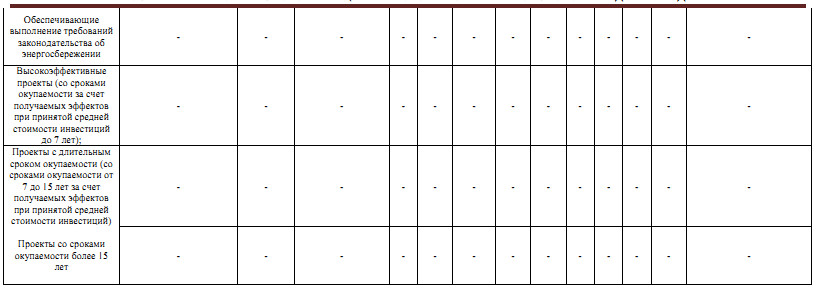 Обеспечивающие
выполнение требований
законодательства об
энергосбережении
- - - - - - - - - - - - -
Высокоэффективные
проекты (со сроками
окупаемости за счет
получаемых эффектов
при принятой средней
стоимости инвестиций
до 7 лет);
- - - - - - - - - - - - -
Проекты с длительным
сроком окупаемости (со
сроками окупаемости от
7 до 15 лет за счет
получаемых эффектов
при принятой средней
стоимости инвестиций)
- - - - - - - - - - - - -
Проекты со сроками
окупаемости более 15
лет
- - - - - - - - - - - - -